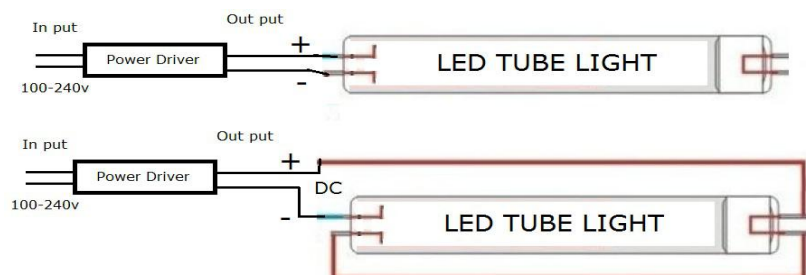 Out put
In put
+
Power Driver
LED TUBE LIGHT
-
100-240v
Out put
In put
+
Power Driver
DC
100-240v
-
LED TUBE LIGHT